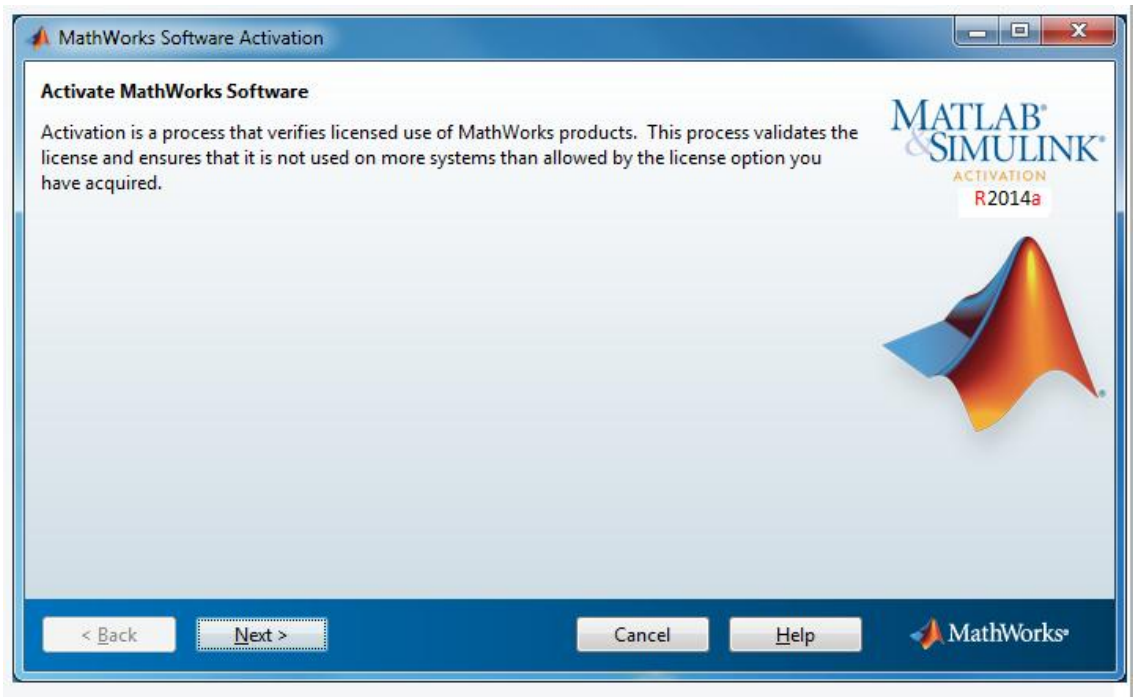 MathWorks Software Activation
Activate MathWorks Software
Activation is a process that verifies licensed use of MathWorks products. This process validates the
license and ensures that it is not used on more systems than allowed by the license option you
have acquired.
MATLAB®
&SIMULINK®
ACTIVATION
R2014a
< Back
Next >
Cancel
Help
MathWorks®